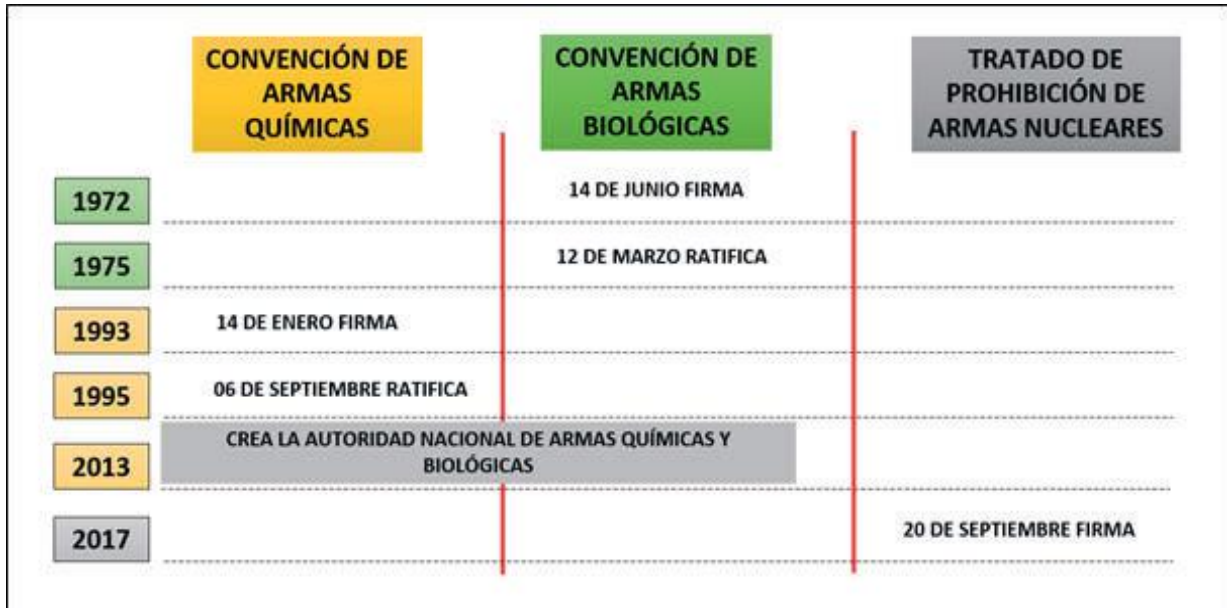 CONVENCIÓN DE
ARMAS
QUÍMICAS
CONVENCIÓN DE
ARMAS
BIOLÓGICAS
TRATADO DE
PROHIBICIÓN DE
ARMAS NUCLEARES
1972
14 DE JUNIO FIRMA
1975
12 DE MARZO RATIFICA
1993
14 DE ENERO FIRMA
1995
06 DE SEPTIEMBRE RATIFICA
2013
CREA LA AUTORIDAD NACIONAL DE ARMAS QUÍMICAS Y
BIOLÓGICAS
2017
20 DE SEPTIEMBRE FIRMA